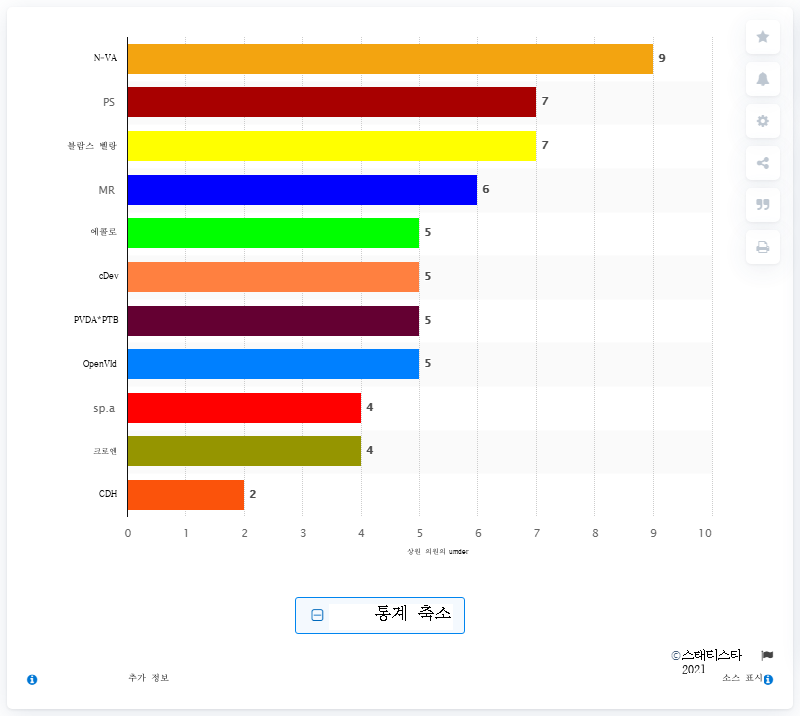 N-VA 9
PS 7
블람스 벨랑 7
MR 6
에콜로 5
cDev 5
PVDA*PTB 5
OpenVld 5
sp.a 4
크로엔 4
CDH 2
0 1 2 3 4 5 6 7 8 9 10
상원 의원의 umder
통계 축소
©스태티스타
2021
추가 정보
소스 표시